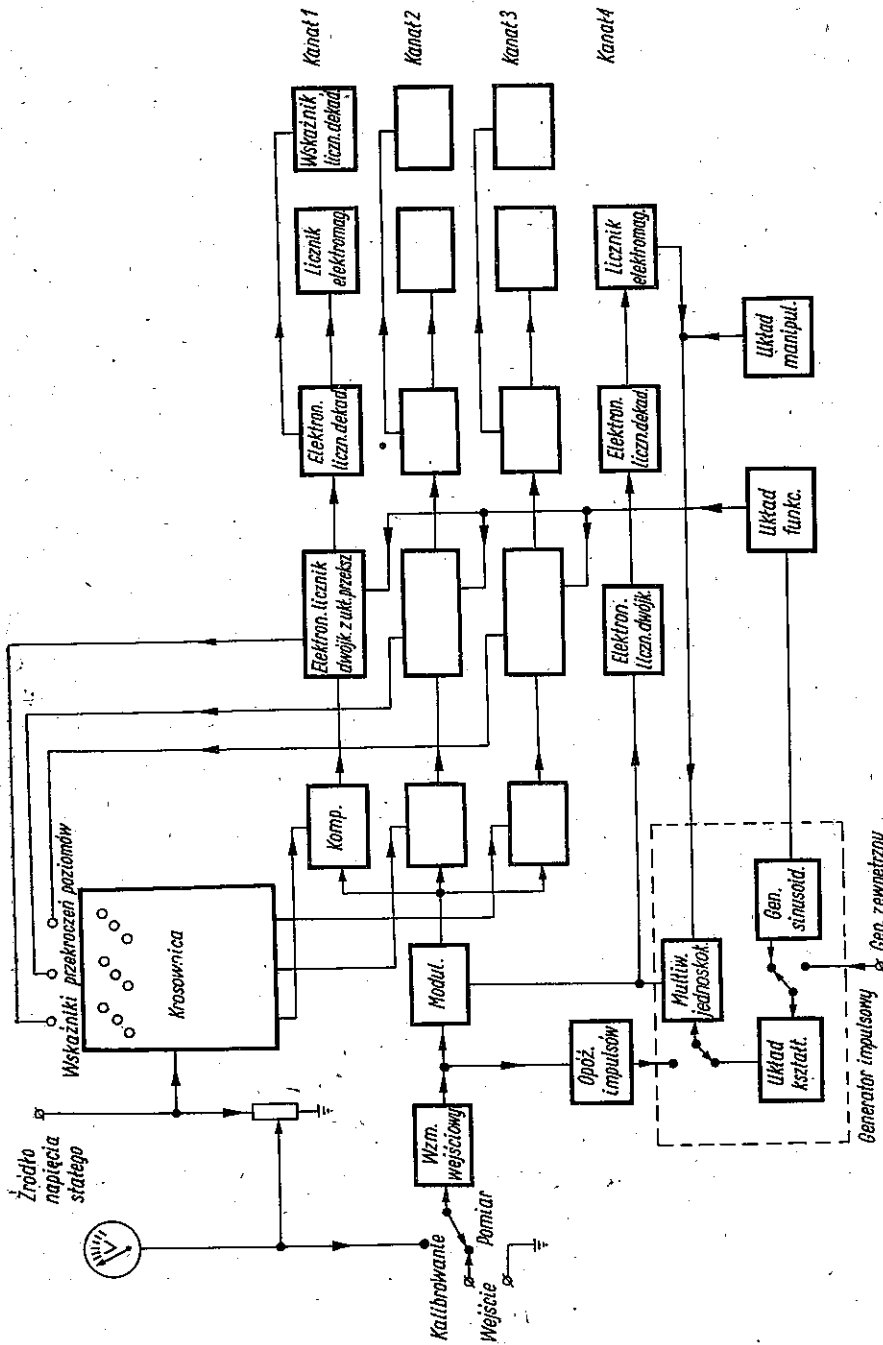 Źródło
napięcia
stałego
V
Wskaźniki przekroczeń poziomów
Krosownica
Kalibrowanie
Wejście
Pomiar
Wzm.
wejściowy
Modul.
Komp.
Elektron. licznik
dwójk. z ukł. przeksz
Elektron.
liczn. dekad.
Licznik
elektromag.
Wskaźnik
liczn. dekad.
Kanał 1
Kanał 2
Kanał 3
Kanał 4
Opóź.
impulsów
Multiw.
jednoskok.
Układ
kształt.
Gen.
sinusoid.
Generator impulsowy
Gen. zewnętrzny
Elektron.
liczn. dwójk.
Elektron.
liczn. dekad.
Licznik
elektromag.
Układ
funkc.
Układ
manipul.